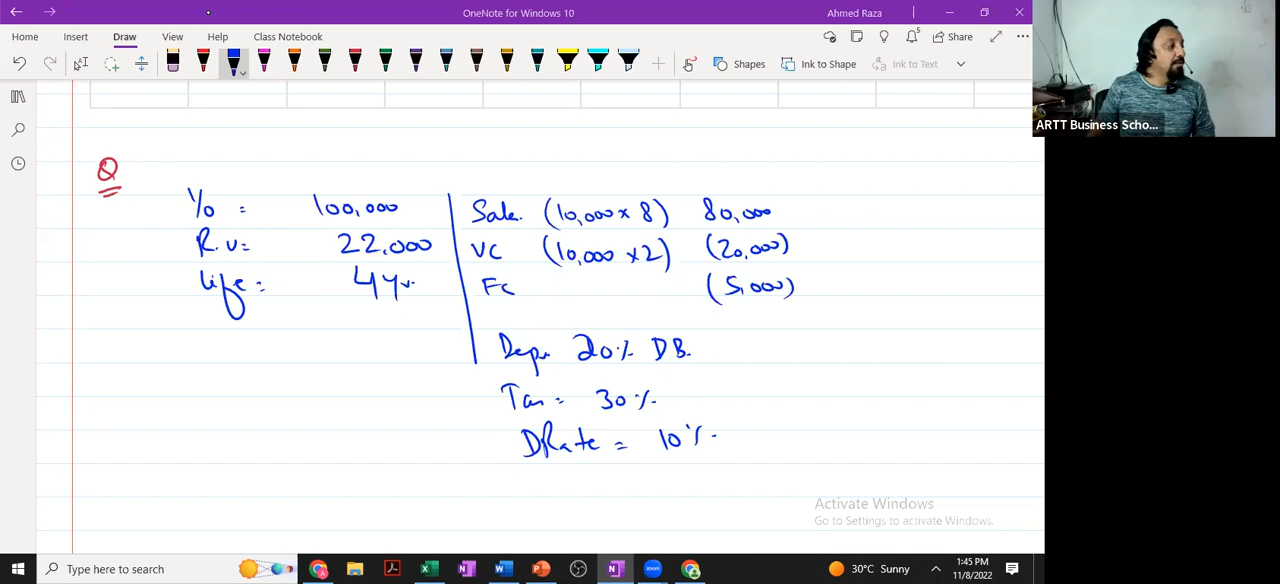 OneNote for Windows 10
Ahmed Raza
Home Insert Draw View Help Class Notebook
Share
Shapes Ink to Shape Ink to Text
ARTT Business Scho...
Q
I/o = 100,000
R.V= 22,000
life = 4yr.
Sale (10,000 x 8) 80,000
VC (10,000 x 2) (20,000)
FC (5,000)
Depr 20% DB.
Tax = 30%
DRate = 10%
Activate Windows
Go to Settings to activate Windows.
Type here to search
30°C Sunny
1:45 PM
11/8/2022